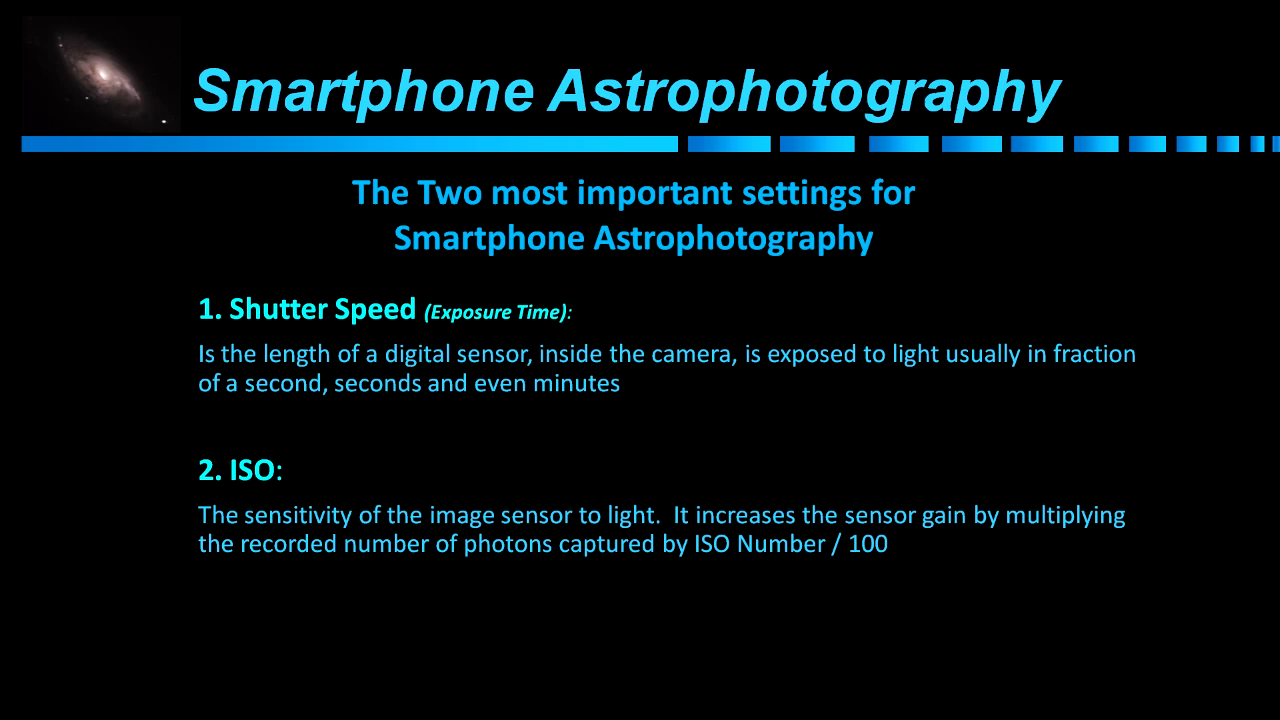 Smartphone Astrophotography
The Two most important settings for
Smartphone Astrophotography
1. Shutter Speed (Exposure Time):
Is the length of a digital sensor, inside the camera, is exposed to light usually in fraction
of a second, seconds and even minutes
2. ISO:
The sensitivity of the image sensor to light.  It increases the sensor gain by multiplying
the recorded number of photons captured by ISO Number / 100